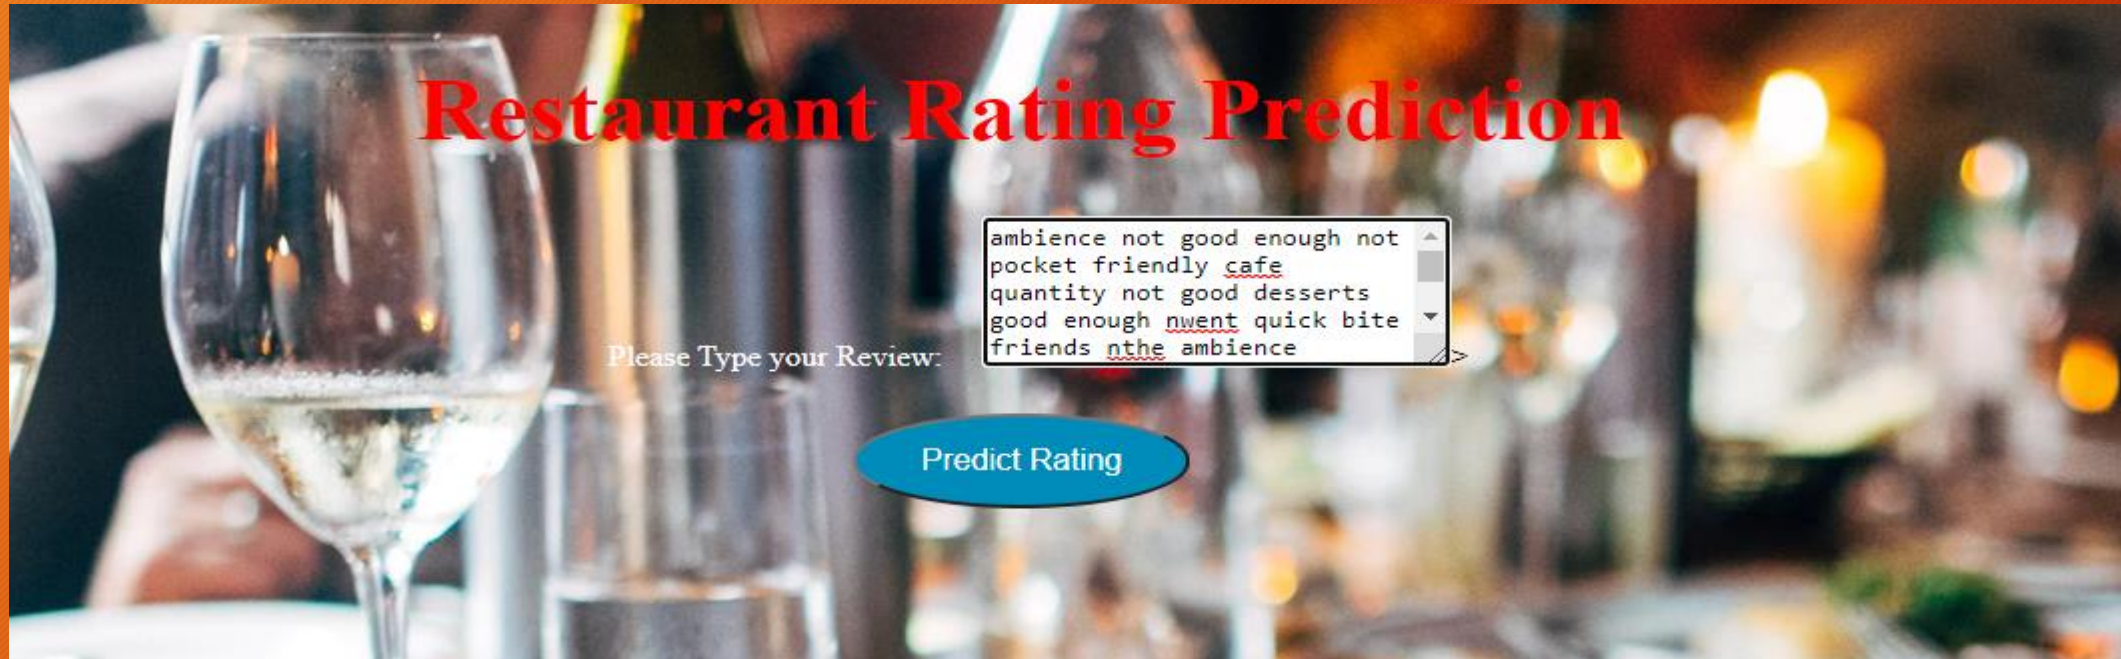 Restaurant Rating Prediction
ambience not good enough not
pocket friendly cafe
quantity not good desserts
good enough nwent quick bite
friends nthe ambience
Please Type your Review:
>
Predict Rating